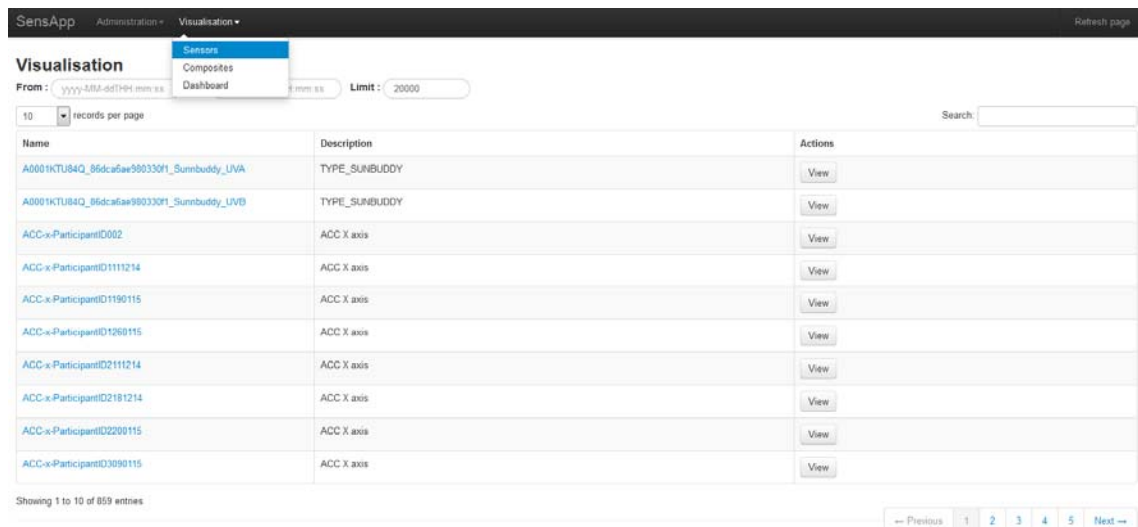 SensApp Administration Visualisation Refresh page
Sensors
Composites
Dashboard
Visualisation
From : yyyy-MM-ddTHH:mm:ss :mm:ss Limit : 20000
10 records per page Search:
Name Description Actions
A0001KTU84Q_86dca6ae980330f1_Sunnbuddy_UVA TYPE_SUNBUDDY View
A0001KTU84Q_86dca6ae980330f1_Sunnbuddy_UVB TYPE_SUNBUDDY View
ACC-x-ParticipantID002 ACC X axis View
ACC-x-ParticipantID1111214 ACC X axis View
ACC-x-ParticipantID1190115 ACC X axis View
ACC-x-ParticipantID1260115 ACC X axis View
ACC-x-ParticipantID2111214 ACC X axis View
ACC-x-ParticipantID2181214 ACC X axis View
ACC-x-ParticipantID2200115 ACC X axis View
ACC-x-ParticipantID3090115 ACC X axis View
Showing 1 to 10 of 859 entries
← Previous 1 2 3 4 5 Next →